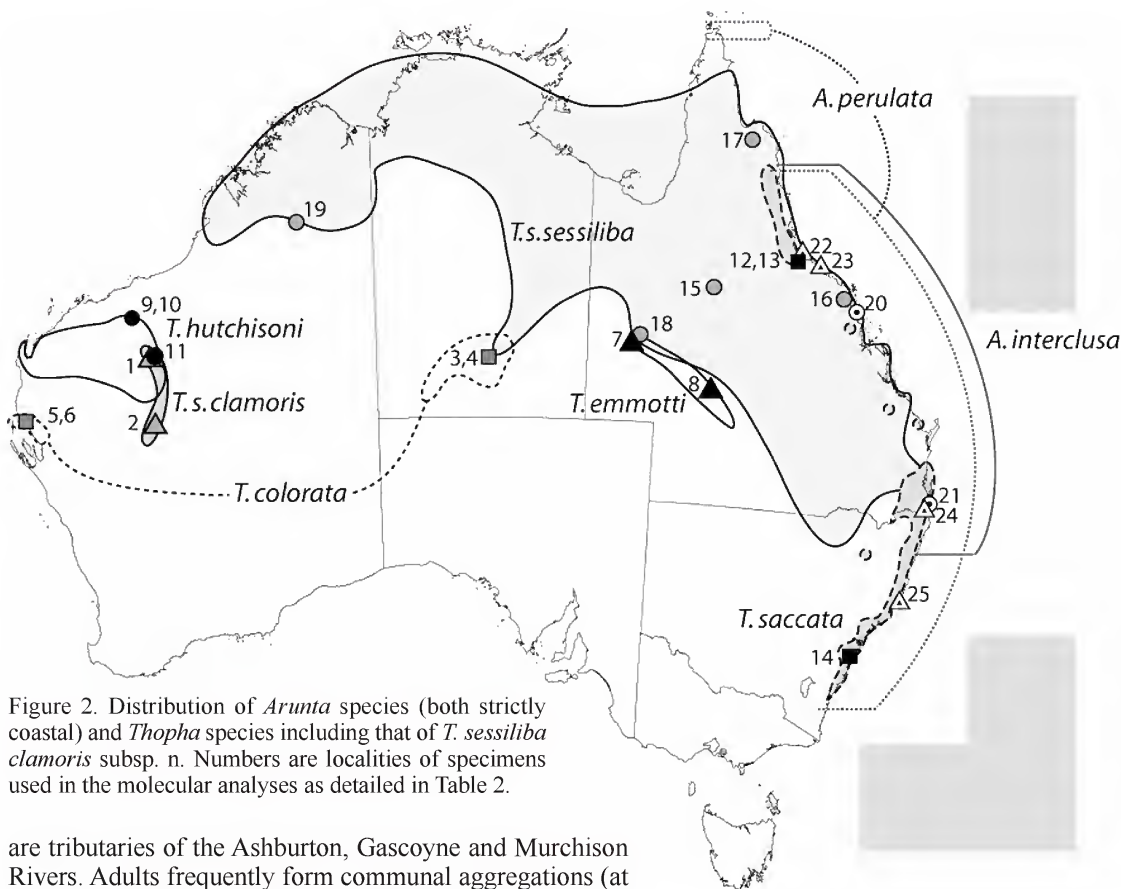 A. perulata
17
19
T.s.sessiliba
22
12,13
23
15
16
20
9,10
T. hutchisoni
18
A. interclusa
1
11
7
3,4
8
T.s.clamoris
T. emmotti
2
5,6
T. colorata
21
24
25
T. saccata
14
Figure 2. Distribution of Arunta species (both strictly
coastal) and Thopha species including that of T. sessiliba
clamoris subsp. n. Numbers are localities of specimens
used in the molecular analyses as detailed in Table 2.
are tributaries of the Ashburton, Gascoyne and Murchison
Rivers. Adults frequently form communal aggregations (at